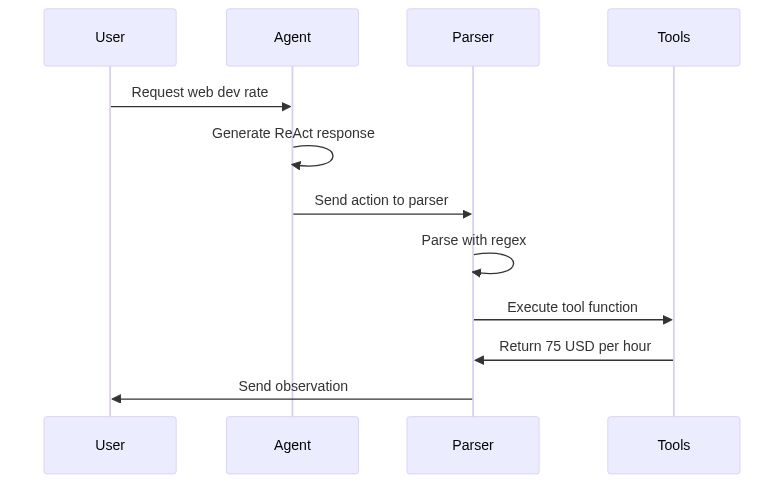 User
Agent
Parser
Tools
Request web dev rate
Generate ReAct response
Send action to parser
Parse with regex
Execute tool function
Return 75 USD per hour
Send observation
User
Agent
Parser
Tools